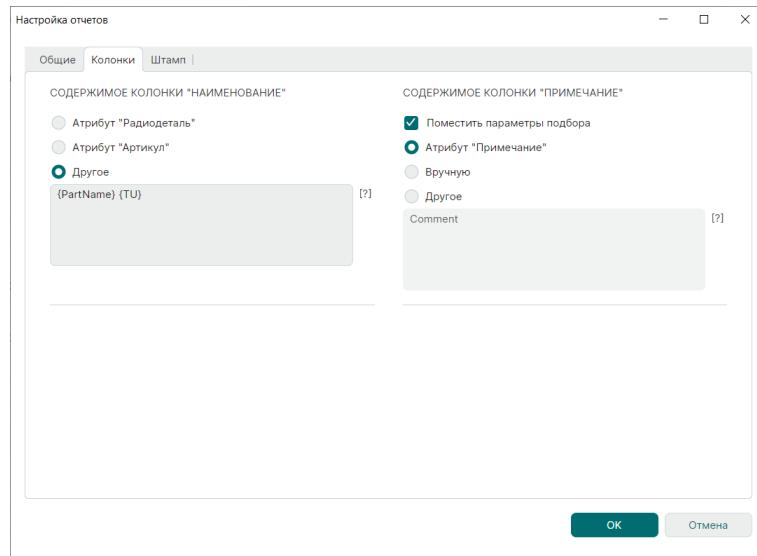 Настройка отчетов
Общие Колонки Штамп
СОДЕРЖИМОЕ КОЛОНКИ "НАИМЕНОВАНИЕ"
Атрибут "Радиодеталь"
Атрибут "Артикул"
Другое
{PartName} {TU}
[?]
СОДЕРЖИМОЕ КОЛОНКИ "ПРИМЕЧАНИЕ"
Поместить параметры подбора
Атрибут "Примечание"
Вручную
Другое
Comment
[?]
ОК Отмена